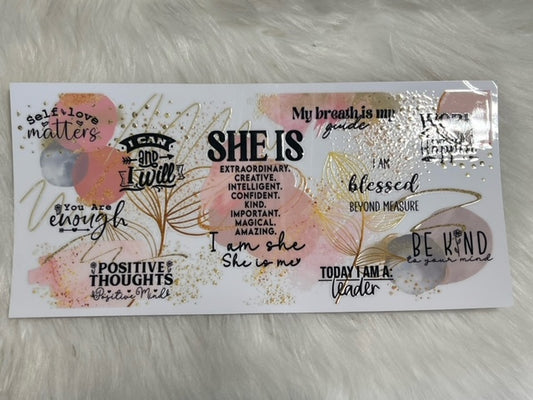 Self love
matters
I CAN
and
I will
You Are
enough
POSITIVE
THOUGHTS
Positive Mind
SHE IS
EXTRAORDINARY.
CREATIVE.
INTELLIGENT.
CONFIDENT.
KIND.
IMPORTANT.
MAGICAL.
AMAZING.
I am she
She is me
My breath is my
guide
I AM
blessed
BEYOND MEASURE
TODAY I AM A:
leader
BE KIND
to your mind